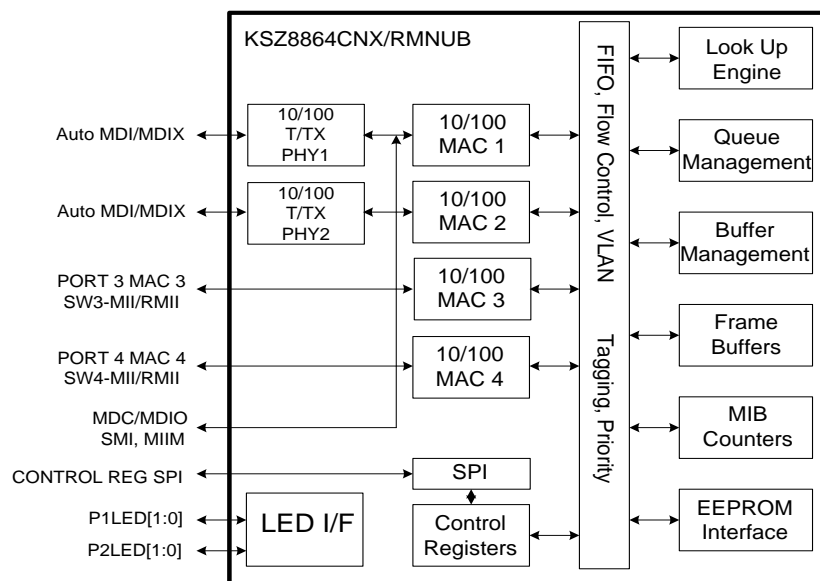 KSZ8864CNX/RMNUB
Auto MDI/MDIX
10/100
T/TX
PHY1
10/100
MAC 1
Auto MDI/MDIX
10/100
T/TX
PHY2
10/100
MAC 2
PORT 3 MAC 3
SW3-MII/RMII
10/100
MAC 3
PORT 4 MAC 4
SW4-MII/RMII
10/100
MAC 4
MDC/MDIO
SMI, MIIM
CONTROL REG SPI
SPI
P1LED[1:0]
P2LED[1:0]
LED I/F
Control
Registers
FIFO, Flow Control, VLAN Tagging, Priority
Look Up
Engine
Queue
Management
Buffer
Management
Frame
Buffers
MIB
Counters
EEPROM
Interface